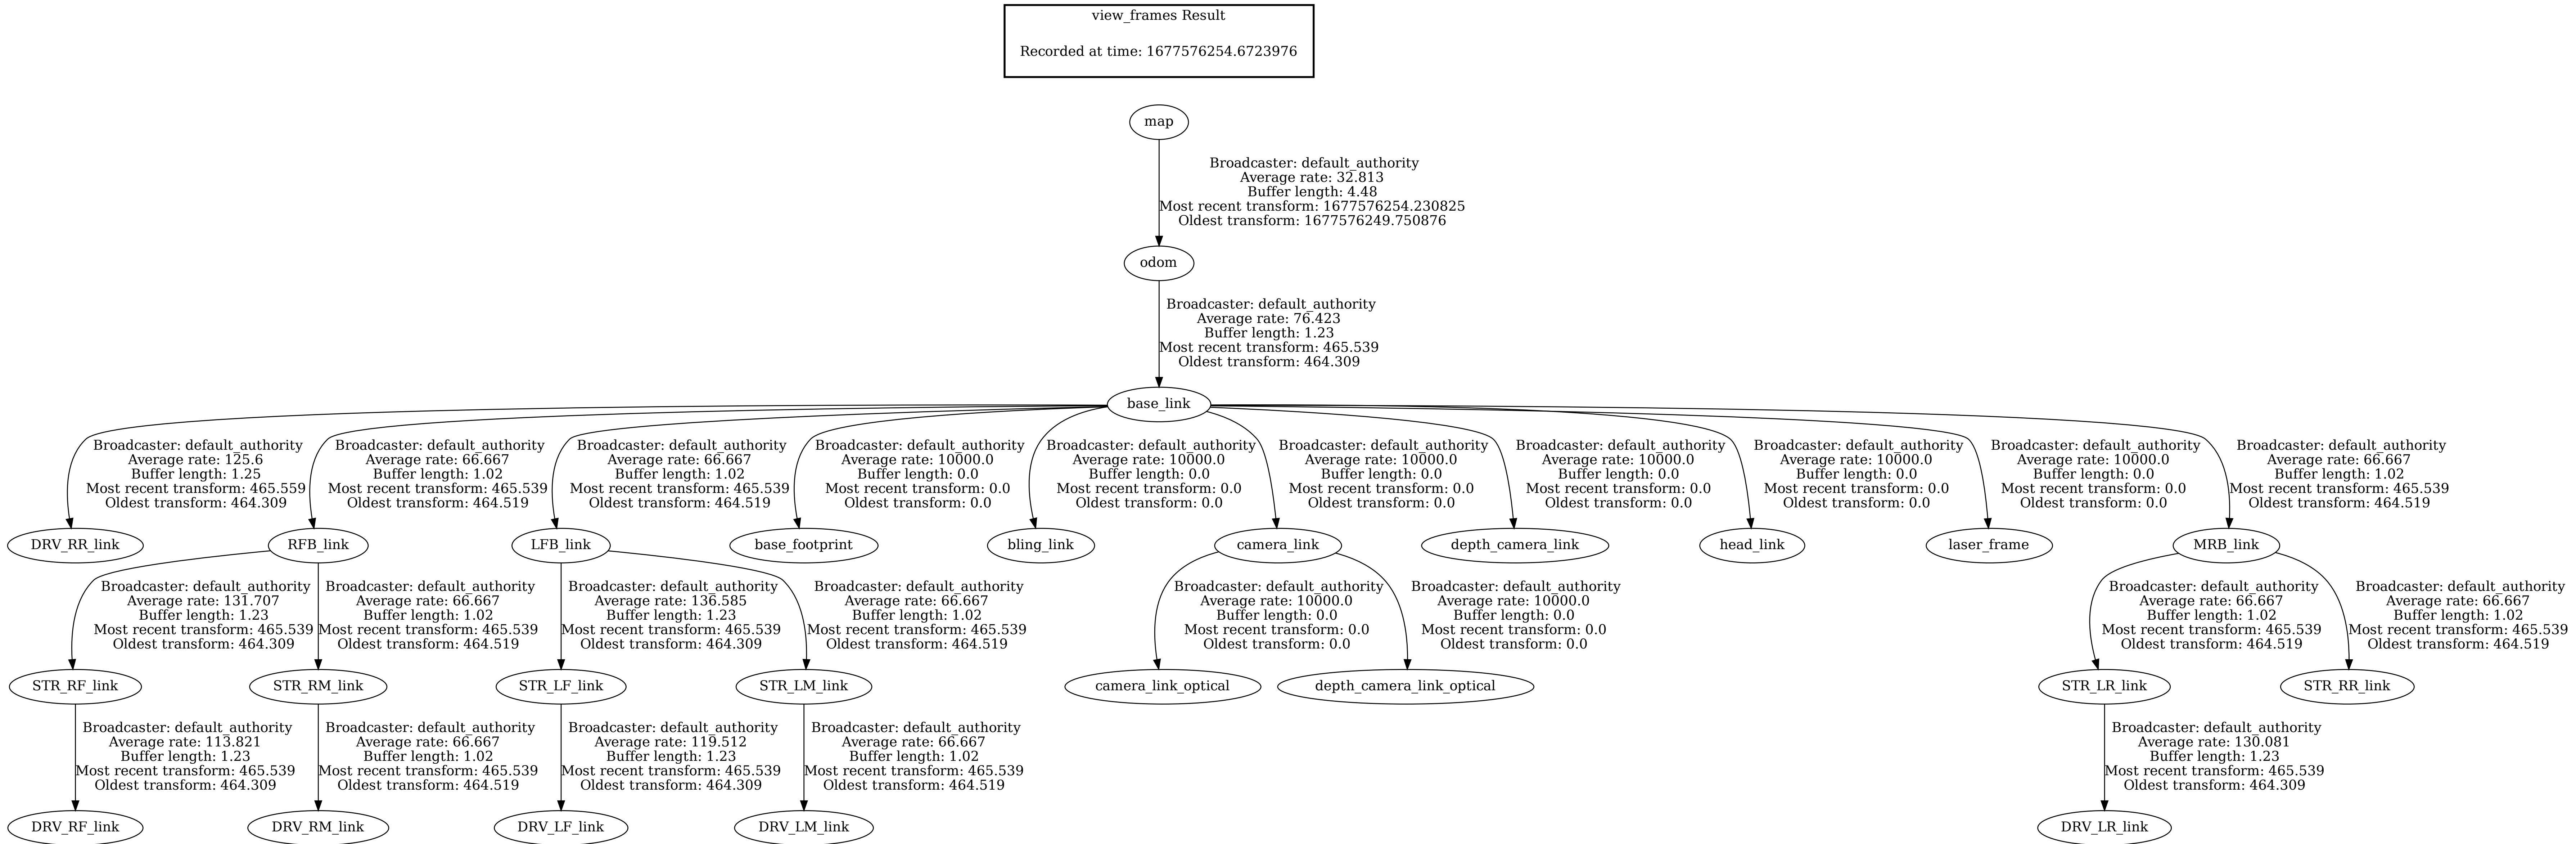 view_frames Result
Recorded at time: 1677576254.6723976
map
Broadcaster: default_authority
Average rate: 32.813
Buffer length: 4.48
Most recent transform: 1677576254.230825
Oldest transform: 1677576249.750876
odom
Broadcaster: default_authority
Average rate: 76.423
Buffer length: 1.23
Most recent transform: 465.539
Oldest transform: 464.309
base_link
Broadcaster: default_authority
Average rate: 125.6
Buffer length: 1.25
Most recent transform: 465.559
Oldest transform: 464.309
Broadcaster: default_authority
Average rate: 66.667
Buffer length: 1.02
Most recent transform: 465.539
Oldest transform: 464.519
Broadcaster: default_authority
Average rate: 66.667
Buffer length: 1.02
Most recent transform: 465.539
Oldest transform: 464.519
Broadcaster: default_authority
Average rate: 10000.0
Buffer length: 0.0
Most recent transform: 0.0
Oldest transform: 0.0
Broadcaster: default_authority
Average rate: 10000.0
Buffer length: 0.0
Most recent transform: 0.0
Oldest transform: 0.0
Broadcaster: default_authority
Average rate: 10000.0
Buffer length: 0.0
Most recent transform: 0.0
Oldest transform: 0.0
Broadcaster: default_authority
Average rate: 10000.0
Buffer length: 0.0
Most recent transform: 0.0
Oldest transform: 0.0
Broadcaster: default_authority
Average rate: 10000.0
Buffer length: 0.0
Most recent transform: 0.0
Oldest transform: 0.0
Broadcaster: default_authority
Average rate: 10000.0
Buffer length: 0.0
Most recent transform: 0.0
Oldest transform: 0.0
Broadcaster: default_authority
Average rate: 66.667
Buffer length: 1.02
Most recent transform: 465.539
Oldest transform: 464.519
DRV_RR_link
RFB_link
LFB_link
base_footprint
bling_link
camera_link
depth_camera_link
head_link
laser_frame
MRB_link
Broadcaster: default_authority
Average rate: 131.707
Buffer length: 1.23
Most recent transform: 465.539
Oldest transform: 464.309
Broadcaster: default_authority
Average rate: 66.667
Buffer length: 1.02
Most recent transform: 465.539
Oldest transform: 464.519
Broadcaster: default_authority
Average rate: 136.585
Buffer length: 1.23
Most recent transform: 465.539
Oldest transform: 464.309
Broadcaster: default_authority
Average rate: 66.667
Buffer length: 1.02
Most recent transform: 465.539
Oldest transform: 464.519
Broadcaster: default_authority
Average rate: 10000.0
Buffer length: 0.0
Most recent transform: 0.0
Oldest transform: 0.0
Broadcaster: default_authority
Average rate: 10000.0
Buffer length: 0.0
Most recent transform: 0.0
Oldest transform: 0.0
Broadcaster: default_authority
Average rate: 66.667
Buffer length: 1.02
Most recent transform: 465.539
Oldest transform: 464.519
Broadcaster: default_authority
Average rate: 66.667
Buffer length: 1.02
Most recent transform: 465.539
Oldest transform: 464.519
STR_RF_link
STR_RM_link
STR_LF_link
STR_LM_link
camera_link_optical
depth_camera_link_optical
STR_LR_link
STR_RR_link
Broadcaster: default_authority
Average rate: 113.821
Buffer length: 1.23
Most recent transform: 465.539
Oldest transform: 464.309
Broadcaster: default_authority
Average rate: 66.667
Buffer length: 1.02
Most recent transform: 465.539
Oldest transform: 464.519
Broadcaster: default_authority
Average rate: 119.512
Buffer length: 1.23
Most recent transform: 465.539
Oldest transform: 464.309
Broadcaster: default_authority
Average rate: 66.667
Buffer length: 1.02
Most recent transform: 465.539
Oldest transform: 464.519
Broadcaster: default_authority
Average rate: 130.081
Buffer length: 1.23
Most recent transform: 465.539
Oldest transform: 464.309
DRV_RF_link
DRV_RM_link
DRV_LF_link
DRV_LM_link
DRV_LR_link